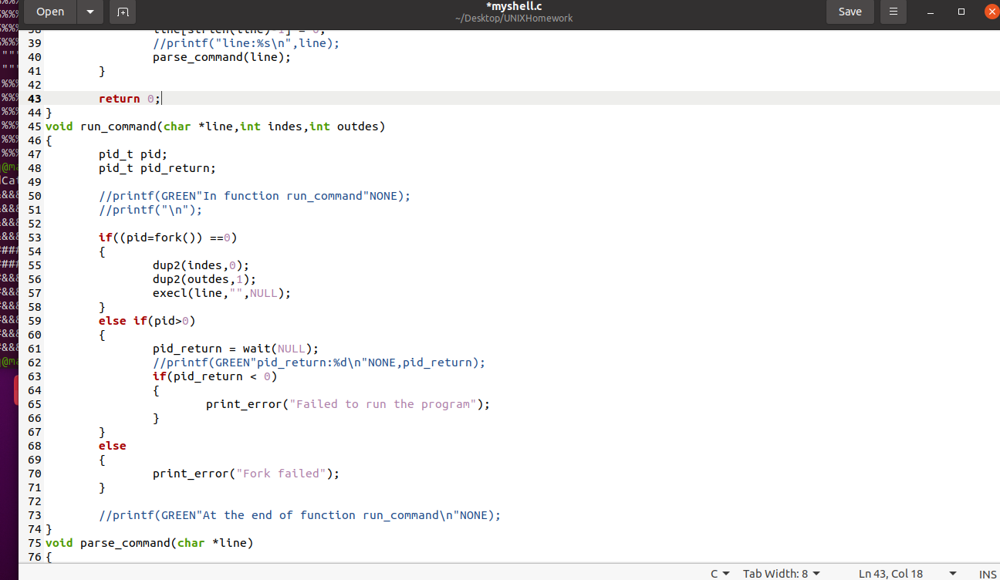 Open
*myshell.c
~/Desktop/UNIXHomework
Save
39 //printf("line:%s\n",line);
40 parse_command(line);
41 }
42
43 return 0;
44 }
45 void run_command(char *line,int indes,int outdes)
46 {
47 pid_t pid;
48 pid_t pid_return;
49
50 //printf(GREEN"In function run_command"NONE);
51 //printf("\n");
52
53 if((pid=fork()) ==0)
54 {
55 dup2(indes,0);
56 dup2(outdes,1);
57 execl(line,"",NULL);
58 }
59 else if(pid>0)
60 {
61 pid_return = wait(NULL);
62 //printf(GREEN"pid_return:%d\n"NONE,pid_return);
63 if(pid_return < 0)
64 {
65 print_error("Failed to run the program");
66 }
67 }
68 else
69 {
70 print_error("Fork failed");
71 }
72
73 //printf(GREEN"At the end of function run_command\n"NONE);
74 }
75 void parse_command(char *line)
76 {
C
Tab Width: 8
Ln 43, Col 18
INS